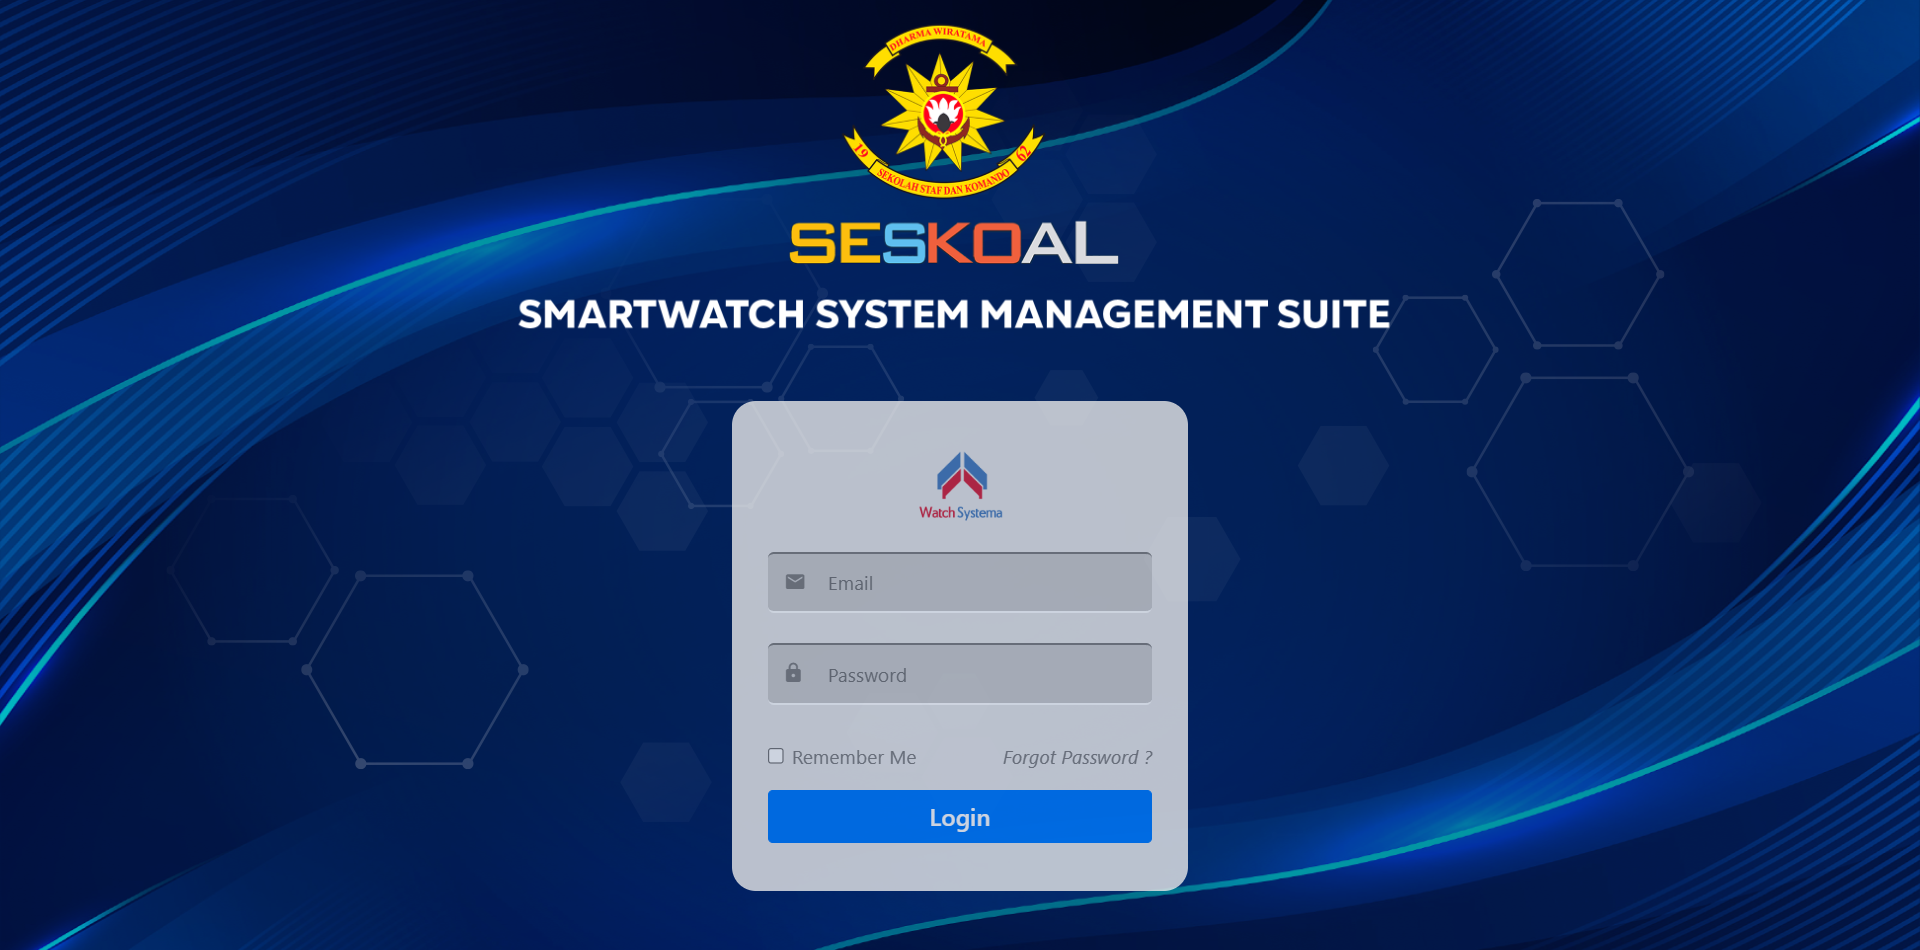 DHARMA WIRATAMA
19 62
SEKOLAH STAF DAN KOMANDO
SESKOAL
SMARTWATCH SYSTEM MANAGEMENT SUITE
Watch Systema
Email
Password
Remember Me
Forgot Password ?
Login